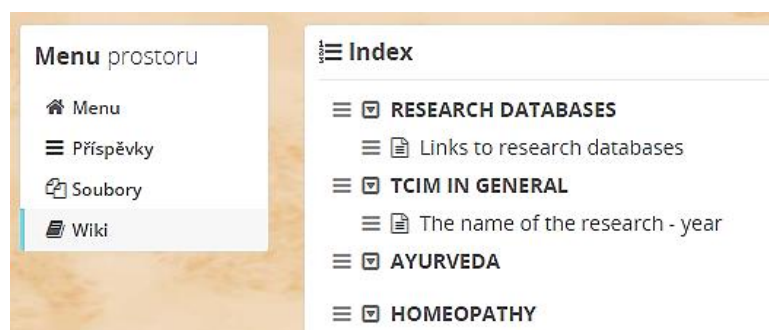 Menu prostoru
Menu
Příspěvky
Soubory
Wiki
Index
RESEARCH DATABASES
Links to research databases
TCIM IN GENERAL
The name of the research - year
AYURVEDA
HOMEOPATHY